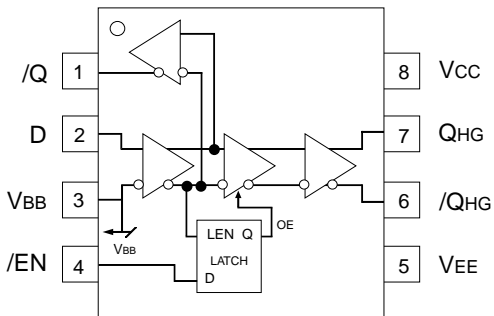 /Q 1
8 VCC
D 2
7 QHG
VBB 3
6 /QHG
VBB
LEN Q
OE
LATCH
D
/EN 4
5 VEE